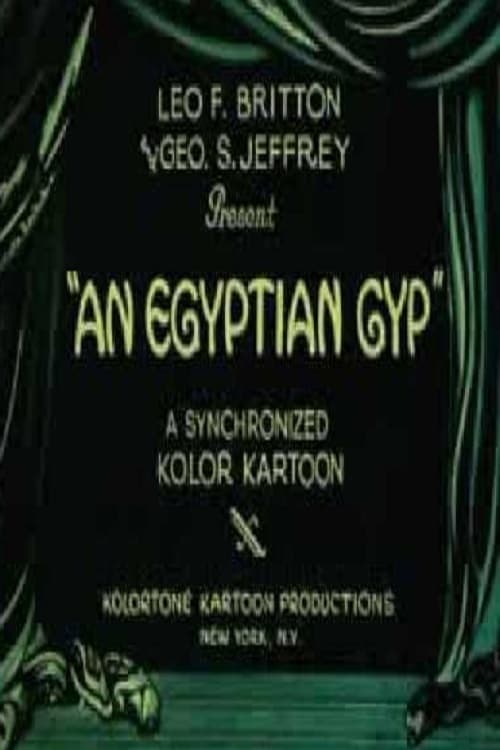 LEO F. BRITTON
& GEO. S. JEFFREY
Present
"AN EGYPTIAN GYP"
A SYNCHRONIZED
KOLOR KARTOON
KOLORTONE KARTOON PRODUCTIONS
NEW YORK, N.Y.